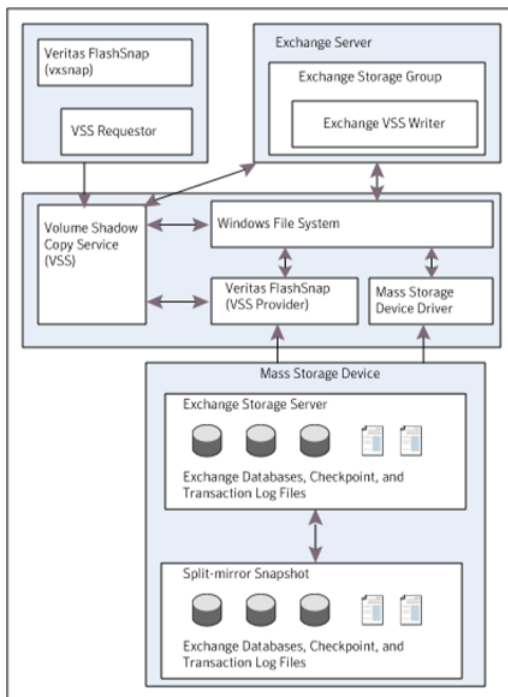 Veritas FlashSnap
(vxsnap)
VSS Requestor
Exchange Server
Exchange Storage Group
Exchange VSS Writer
Volume Shadow
Copy Service
(VSS)
Windows File System
Veritas FlashSnap
(VSS Provider)
Mass Storage
Device Driver
Mass Storage Device
Exchange Storage Server
Exchange Databases, Checkpoint, and
Transaction Log Files
Split-mirror Snapshot
Exchange Databases, Checkpoint, and
Transaction Log Files